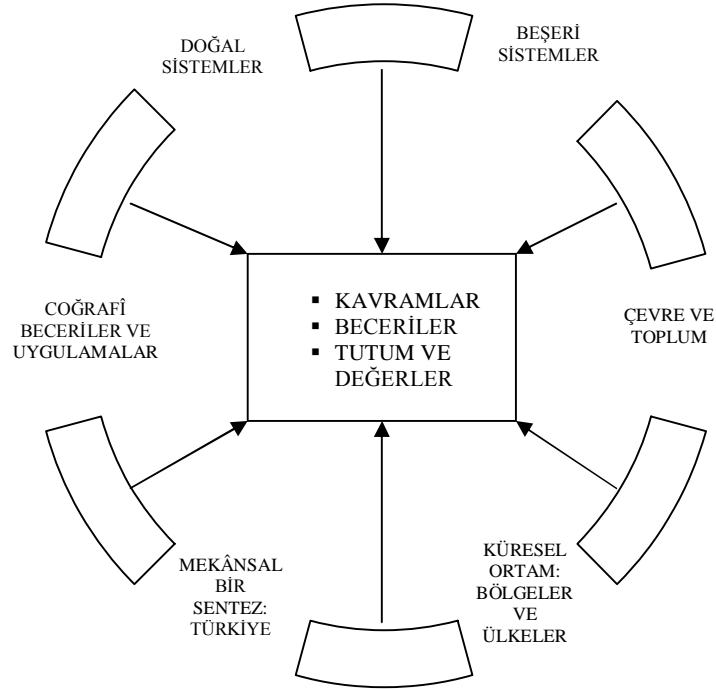 DOĞAL
SİSTEMLER
BEŞERİ
SİSTEMLER
▪ KAVRAMLAR
▪ BECERİLER
▪ TUTUM VE
DEĞERLER
COĞRAFÎ
BECERİLER VE
UYGULAMALAR
ÇEVRE VE
TOPLUM
MEKÂNSAL
BİR
SENTEZ:
TÜRKİYE
KÜRESEL
ORTAM:
BÖLGELER
VE
ÜLKELER